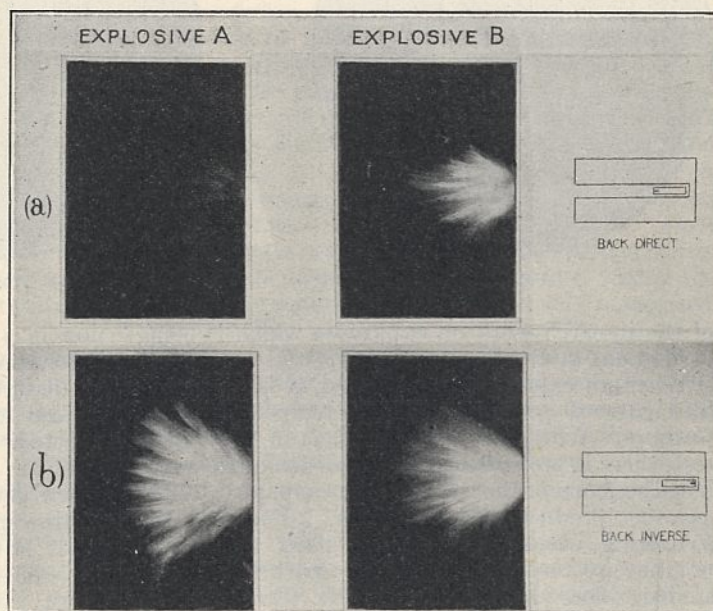 EXPLOSIVE A
EXPLOSIVE B
(a)
BACK DIRECT
(b)
BACK INVERSE